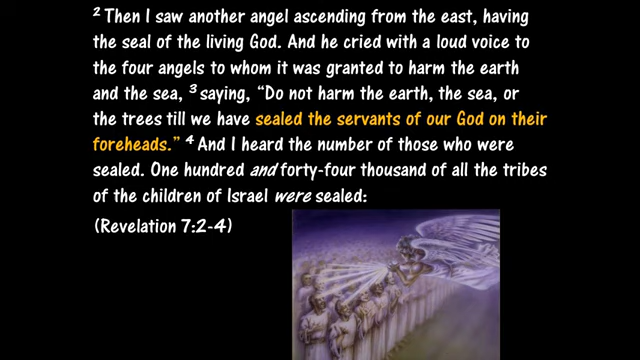 2 Then I saw another angel ascending from the east, having
the seal of the living God. And he cried with a loud voice to
the four angels to whom it was granted to harm the earth
and the sea, 3 saying, “Do not harm the earth, the sea, or
the trees till we have sealed the servants of our God on their
foreheads.” 4 And I heard the number of those who were
sealed. One hundred and forty-four thousand of all the tribes
of the children of Israel were sealed:
(Revelation 7:2-4)